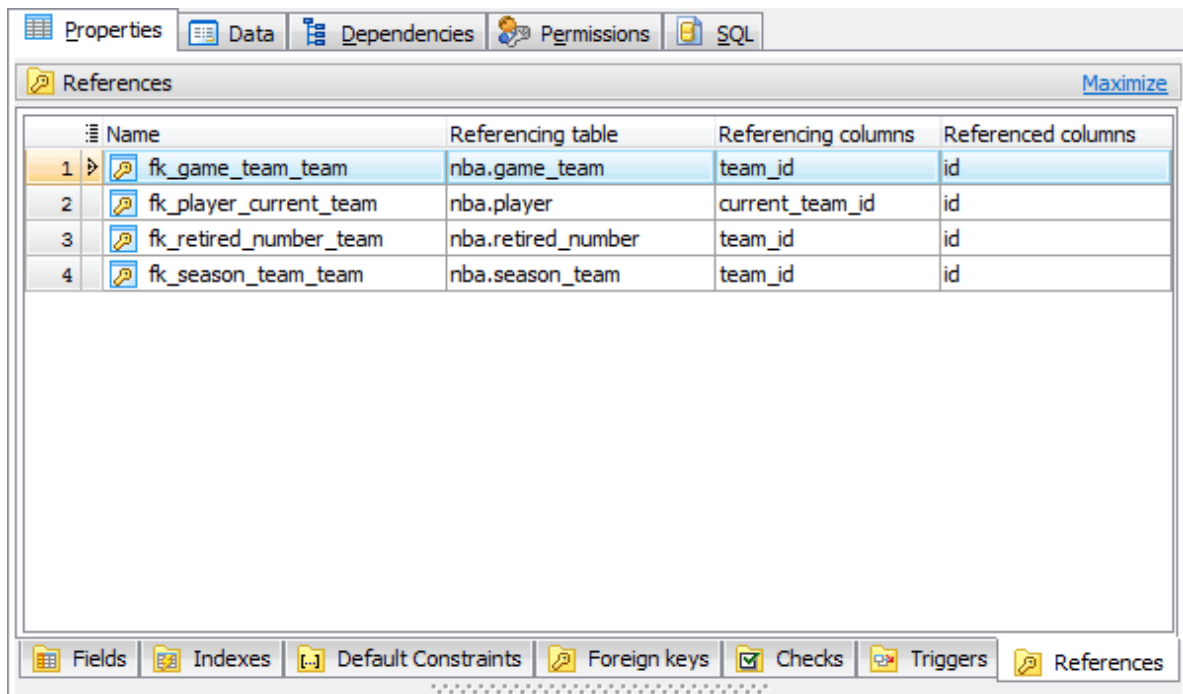 Properties Data Dependencies Permissions SQL
References Maximize
Name Referencing table Referencing columns Referenced columns
1 fk_game_team_team nba.game_team team_id id
2 fk_player_current_team nba.player current_team_id id
3 fk_retired_number_team nba.retired_number team_id id
4 fk_season_team_team nba.season_team team_id id
Fields Indexes Default Constraints Foreign keys Checks Triggers References